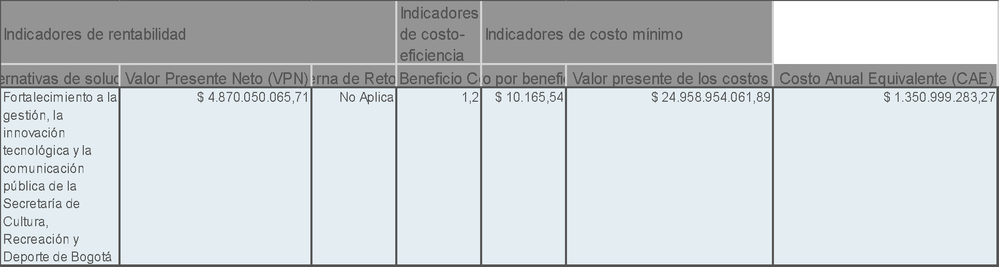 Indicadores de rentabilidad
Indicadores
de costo-
eficiencia
Indicadores de costo mínimo
ernativas de soluc
Valor Presente Neto (VPN)
erna de Reto
Beneficio C
o por benefi
Valor presente de los costos
Costo Anual Equivalente (CAE)
Fortalecimiento a la
gestión, la
innovación
tecnológica y la
comunicación
pública de la
Secretaría de
Cultura,
Recreación y
Deporte de Bogotá
$ 4.870.050.065,71
No Aplica
1,2
$ 10.165,54
$ 24.958.954.061,89
$ 1.350.999.283,27